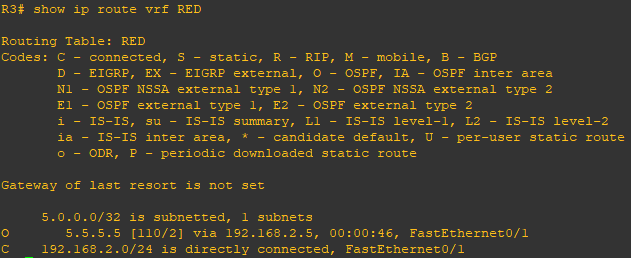 R3# show ip route vrf RED
Routing Table: RED
Codes: C - connected, S - static, R - RIP, M - mobile, B - BGP
D - EIGRP, EX - EIGRP external, O - OSPF, IA - OSPF inter area
N1 - OSPF NSSA external type 1, N2 - OSPF NSSA external type 2
E1 - OSPF external type 1, E2 - OSPF external type 2
i - IS-IS, su - IS-IS summary, L1 - IS-IS level-1, L2 - IS-IS level-2
ia - IS-IS inter area, * - candidate default, U - per-user static route
o - ODR, P - periodic downloaded static route
Gateway of last resort is not set
5.0.0.0/32 is subnetted, 1 subnets
O 5.5.5.5 [110/2] via 192.168.2.5, 00:00:46, FastEthernet0/1
C 192.168.2.0/24 is directly connected, FastEthernet0/1